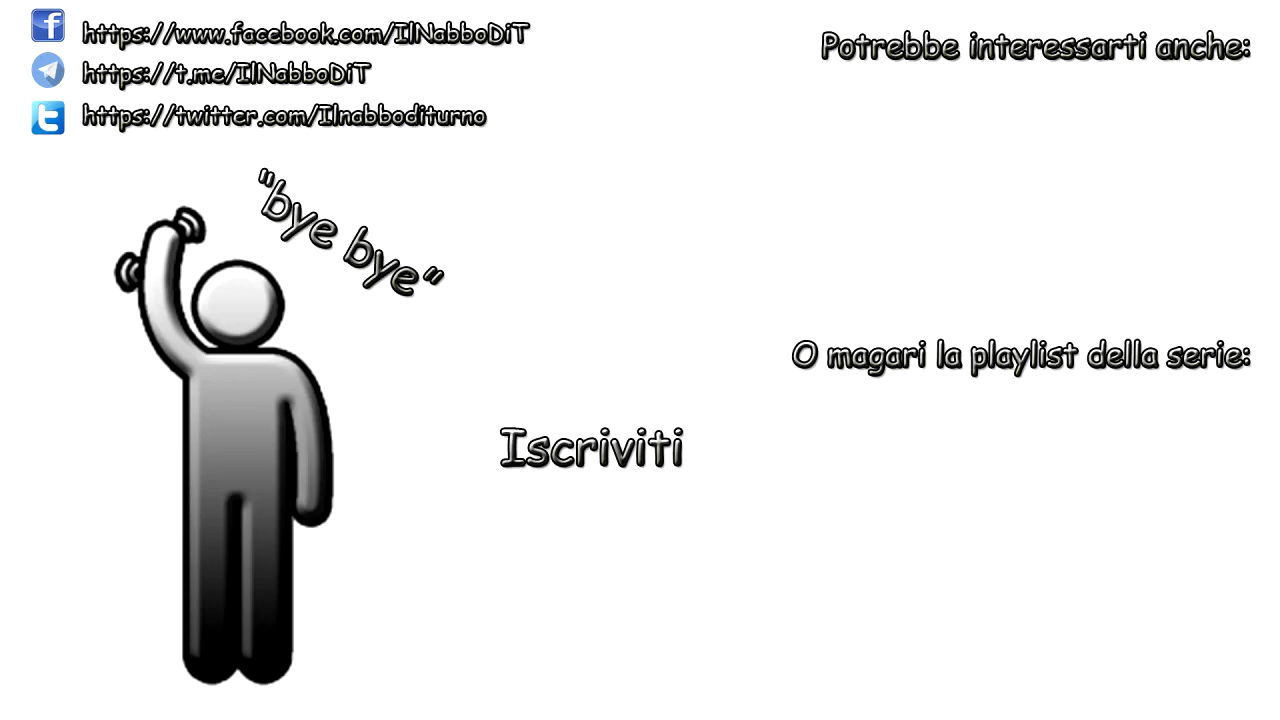 https://www.facebook.com/IlNabboDiT
https://t.me/IlNabboDiT
https://twitter.com/Ilnabboditurno
Potrebbe interessarti anche:
"bye bye"
O magari la playlist della serie:
Iscriviti